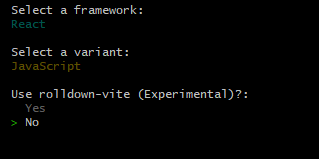 Select a framework:
React
Select a variant:
JavaScript
Use rolldown-vite (Experimental)?:
Yes
> No